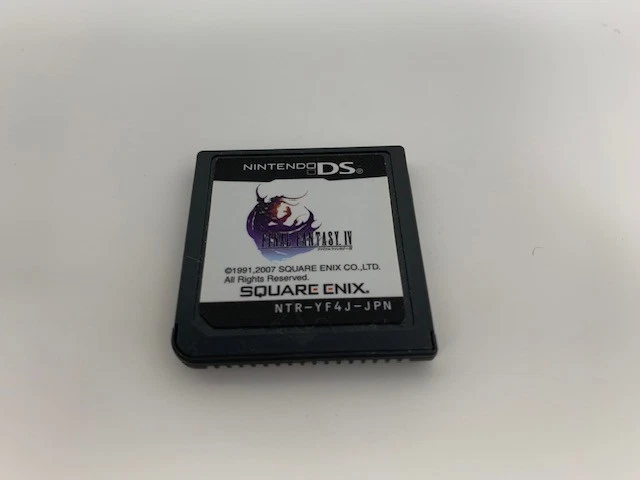 NINTENDO DS®
FINAL FANTASY IV
©1991,2007 SQUARE ENIX CO.,LTD.
All Rights Reserved.
SQUARE ENIX.
NTR-YF4J-JPN